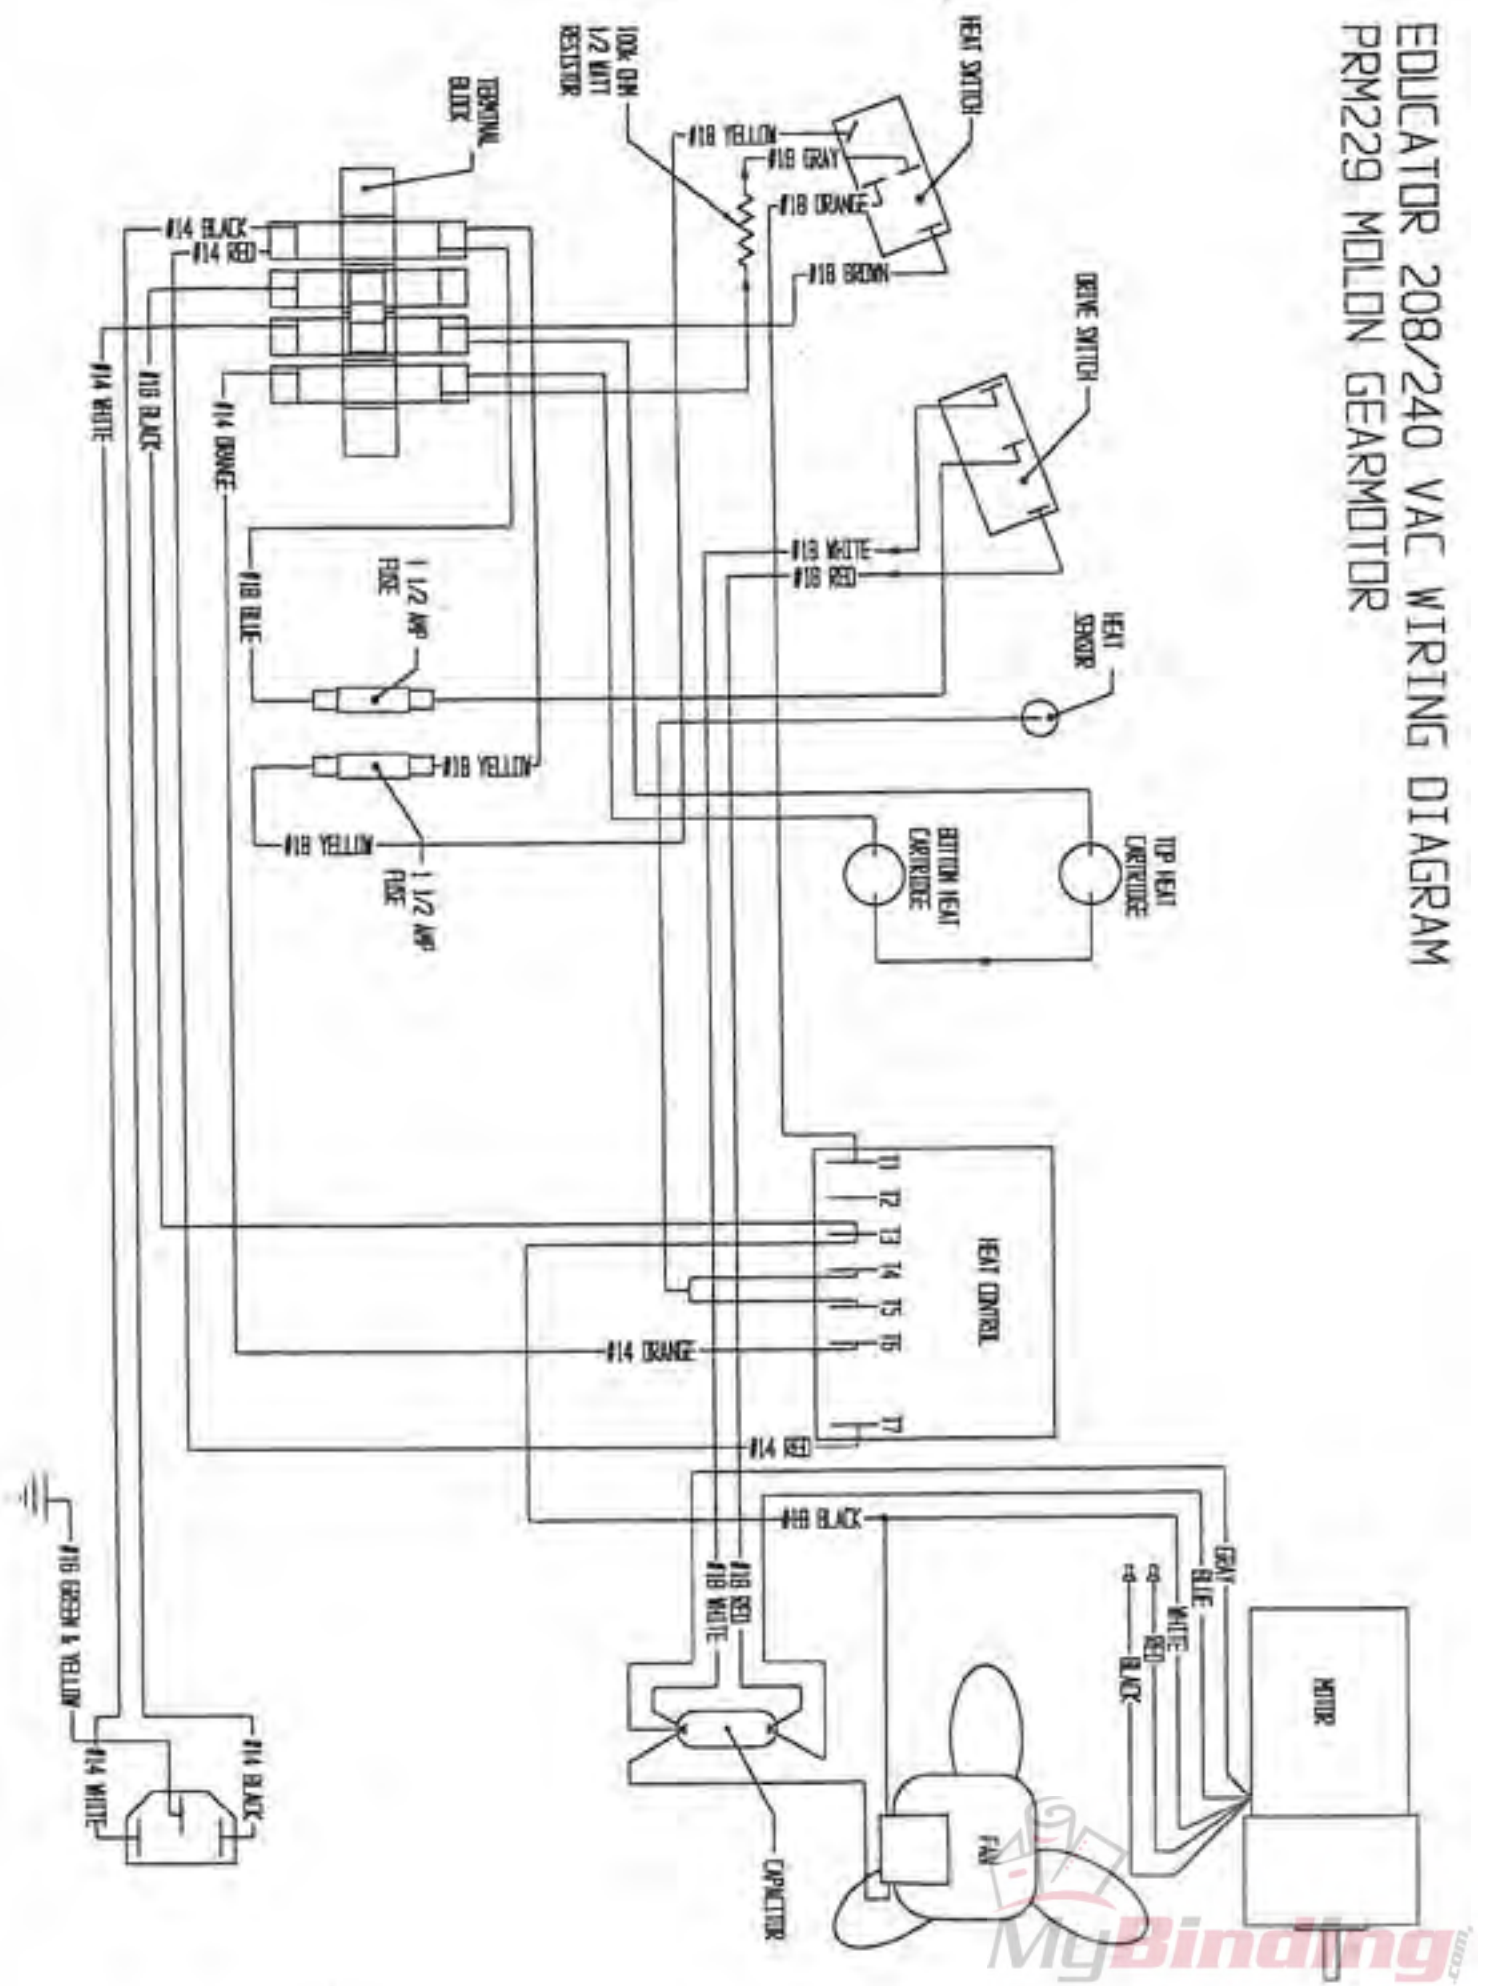 EDUCATOR 208/240 VAC WIRING DIAGRAM
PRM229 MOLON GEARMOTOR
HEAT SWITCH
100k OHM
1/2 WATT
RESISTOR
TERMINAL
BLOCK
#18 YELLOW
#18 GRAY
#18 ORANGE
#18 BROWN
DRIVE SWITCH
#14 BLACK
#14 RED
#14 WHITE
#16 BLACK
#14 ORANGE
#18 WHITE
#18 RED
#18 BLUE
1 1/2 AMP
FUSE
HEAT
SENSOR
#18 YELLOW
#18 YELLOW
1 1/2 AMP
FUSE
BOTTOM HEAT
CARTRIDGE
TOP HEAT
CARTRIDGE
T1
T2
T3
T4
T5
T6
T7
HEAT CONTROL
#14 ORANGE
#14 RED
#18 BLACK
#18 RED
#18 WHITE
GRAY
BLUE
WHITE
RED
BLACK
MOTOR
FAN
CAPACITOR
#16 GREEN & YELLOW
#14 WHITE
#14 BLACK
MyBinding.com